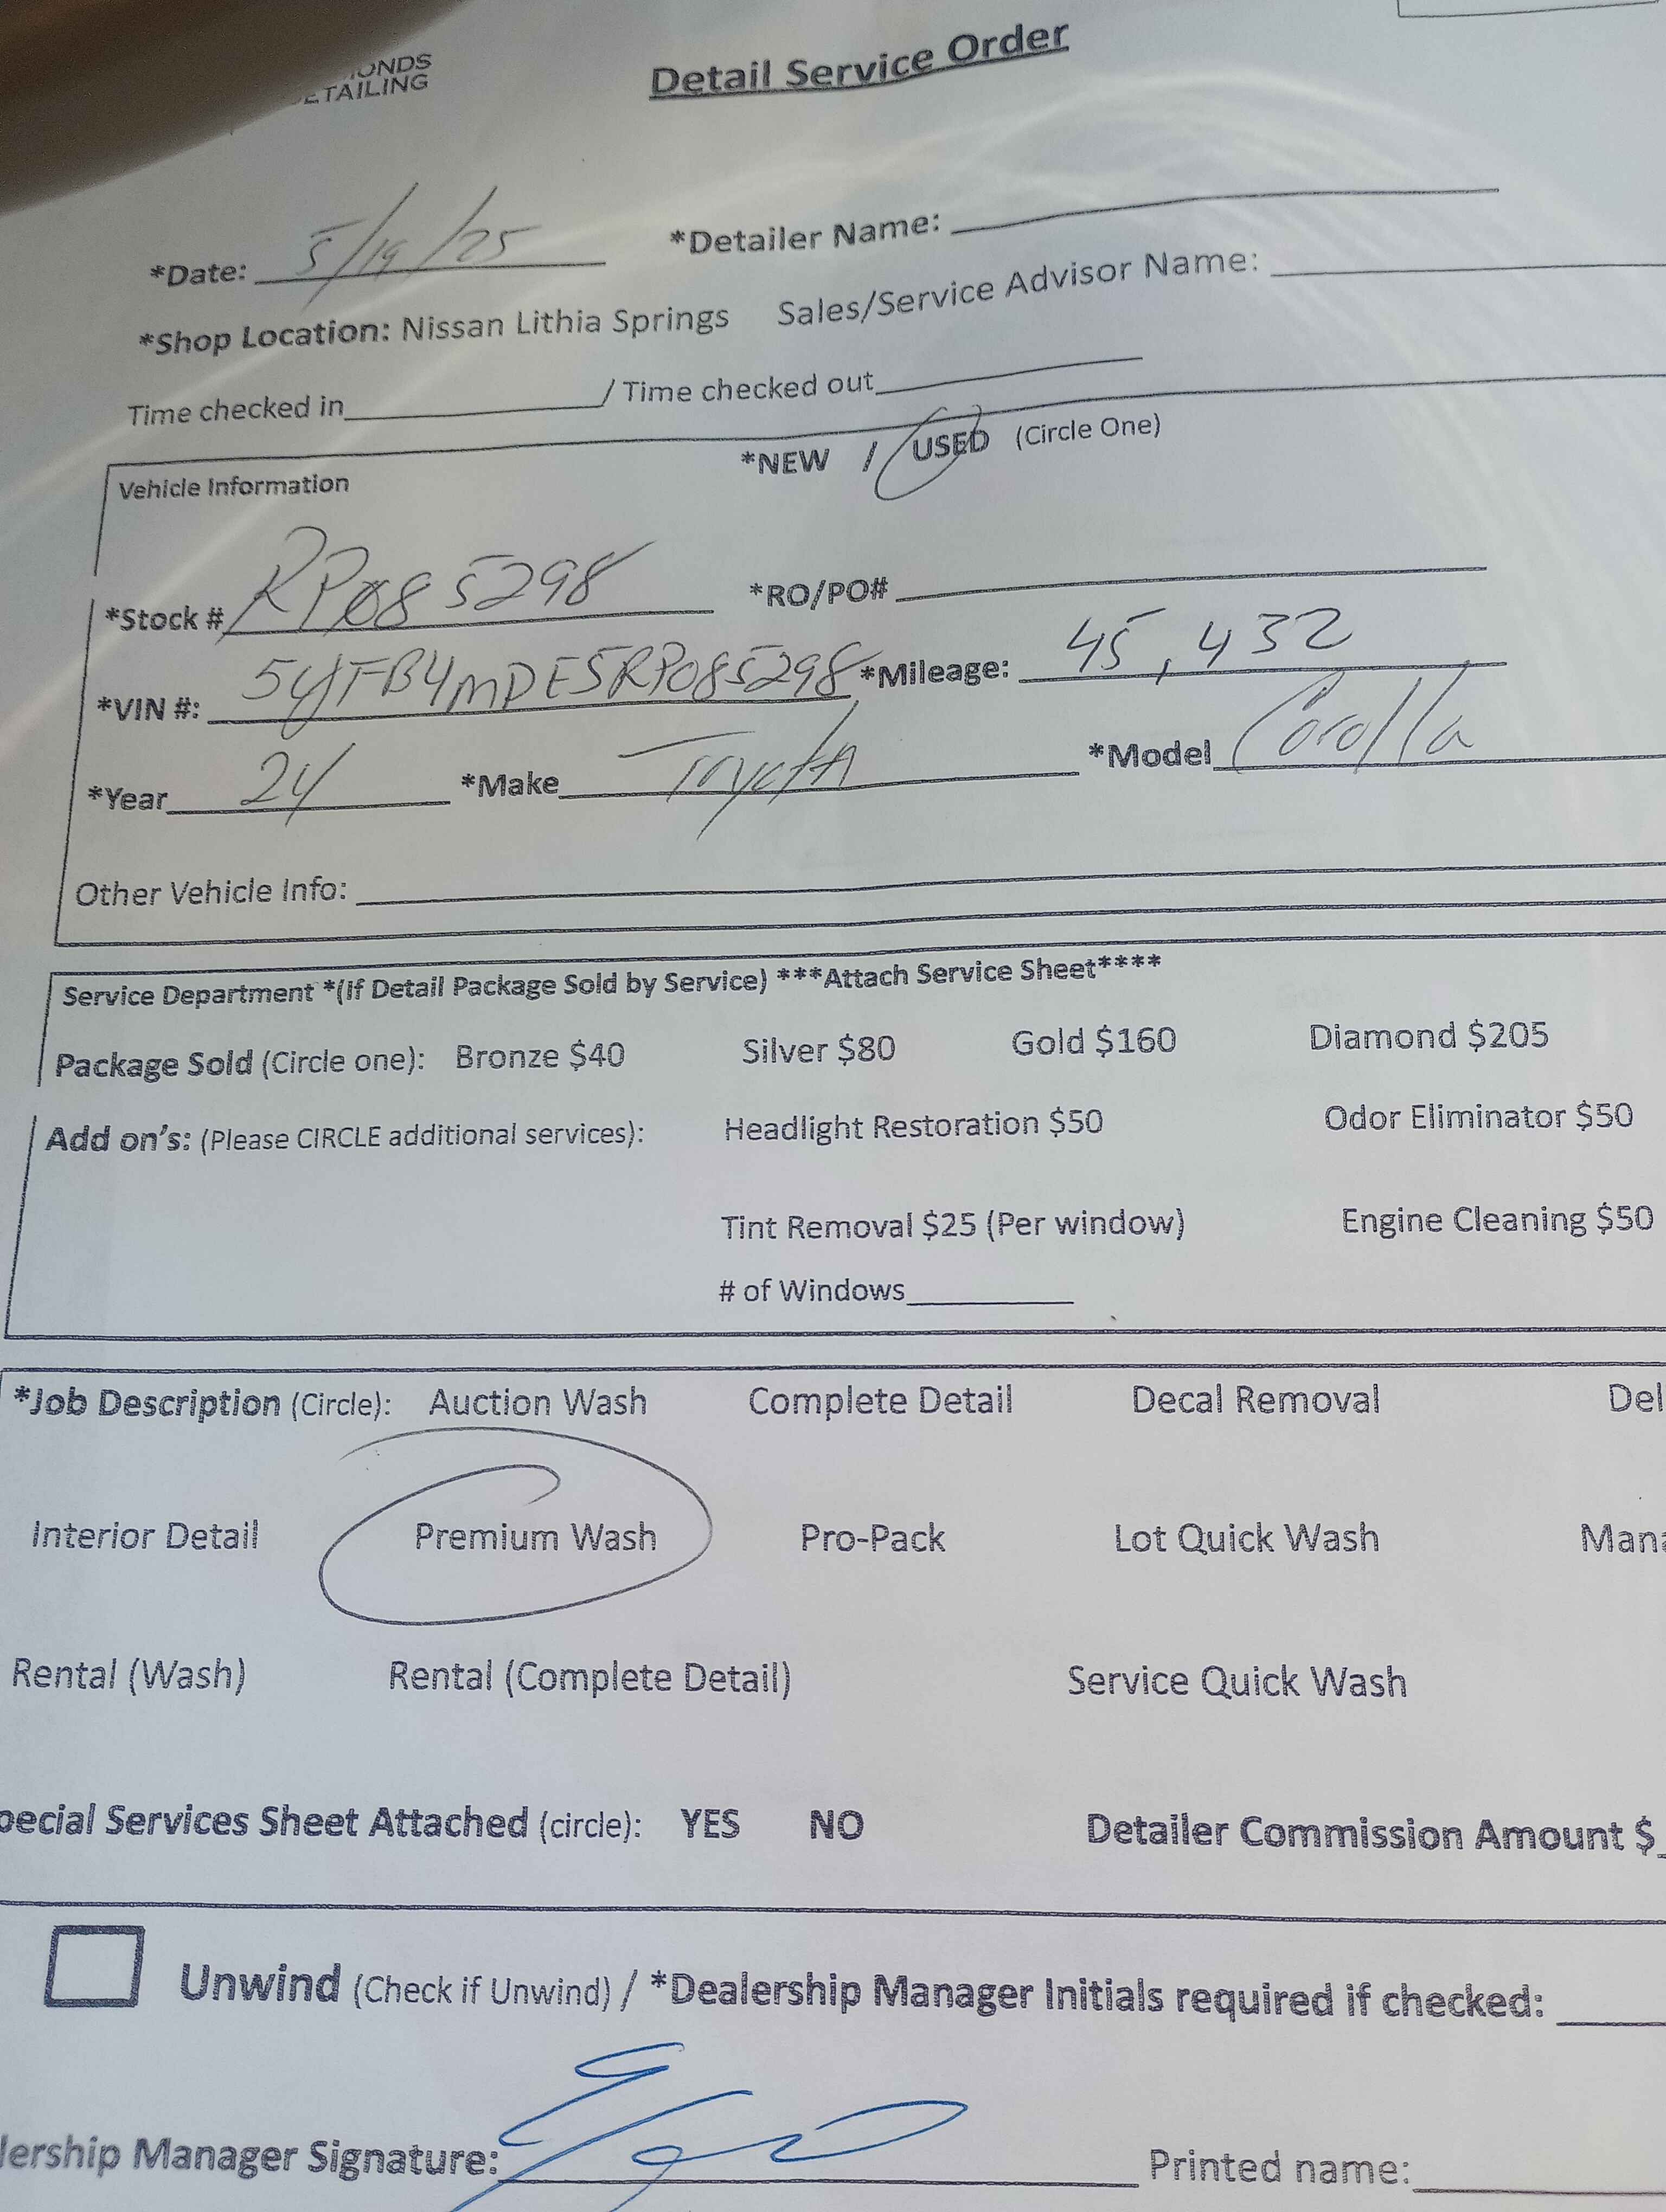 ONDS
ETAILING
Detail Service Order
*Date: 5/19/25 *Detailer Name:
*Shop Location: Nissan Lithia Springs Sales/Service Advisor Name:
Time checked in / Time checked out
Vehicle Information *NEW / USED (Circle One)
*Stock # RP085298 *RO/PO#
*VIN #: 5YFB4MDE5RP085298 *Mileage: 45,432
*Year 24 *Make Toyota *Model Corolla
Other Vehicle Info:
Service Department *(If Detail Package Sold by Service) ***Attach Service Sheet****
Package Sold (Circle one): Bronze $40 Silver $80 Gold $160 Diamond $205
Add on's: (Please CIRCLE additional services): Headlight Restoration $50 Odor Eliminator $50
Tint Removal $25 (Per window) Engine Cleaning $50
# of Windows
*Job Description (Circle): Auction Wash Complete Detail Decal Removal Del
Interior Detail Premium Wash Pro-Pack Lot Quick Wash Mana
Rental (Wash) Rental (Complete Detail) Service Quick Wash
pecial Services Sheet Attached (circle): YES NO Detailer Commission Amount $
Unwind (Check if Unwind) / *Dealership Manager Initials required if checked:
lership Manager Signature: Printed name: